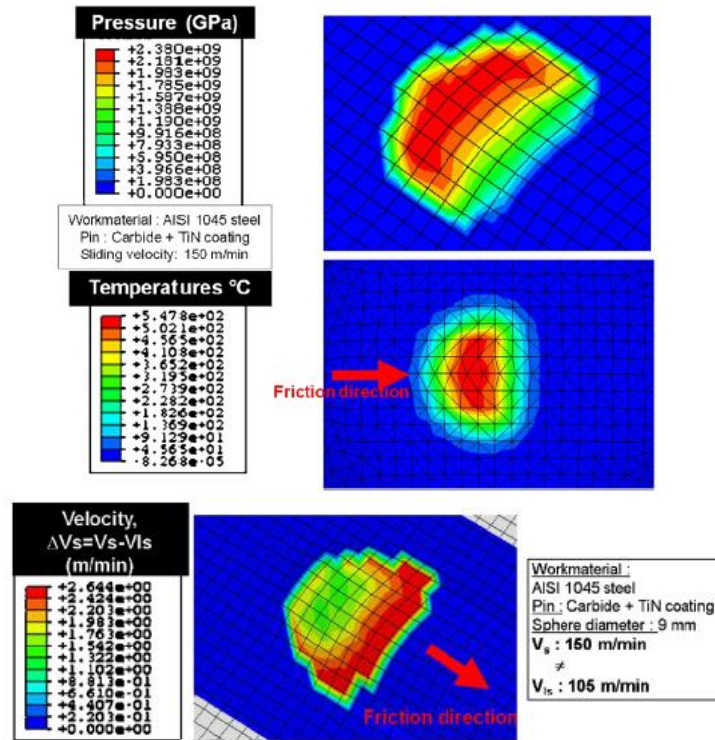 Pressure (GPa)
+2.380e+09
+2.181e+09
+1.983e+09
+1.785e+09
+1.587e+09
+1.388e+09
+1.190e+09
+9.916e+08
+7.933e+08
+5.950e+08
+3.966e+08
+1.983e+08
+0.000e+00
Workmaterial : AISI 1045 steel
Pin : Carbide + TiN coating
Sliding velocity: 150 m/min
Temperatures °C
+5.478e+02
+5.021e+02
+4.565e+02
+4.108e+02
+3.652e+02
+3.195e+02
+2.739e+02
+2.282e+02
+1.826e+02
+1.369e+02
+9.129e+01
+4.565e+01
-8.268e-05
Friction direction
Velocity,
ΔVs=Vs-Vls
(m/min)
+2.644e+00
+2.424e+00
+2.203e+00
+1.983e+00
+1.763e+00
+1.542e+00
+1.322e+00
+1.102e+00
+8.813e-01
+6.610e-01
+4.407e-01
+2.203e-01
+0.000e+00
Friction direction
Workmaterial :
AISI 1045 steel
Pin : Carbide + TiN coating
Sphere diameter : 9 mm
Vs : 150 m/min
≠
Vls : 105 m/min